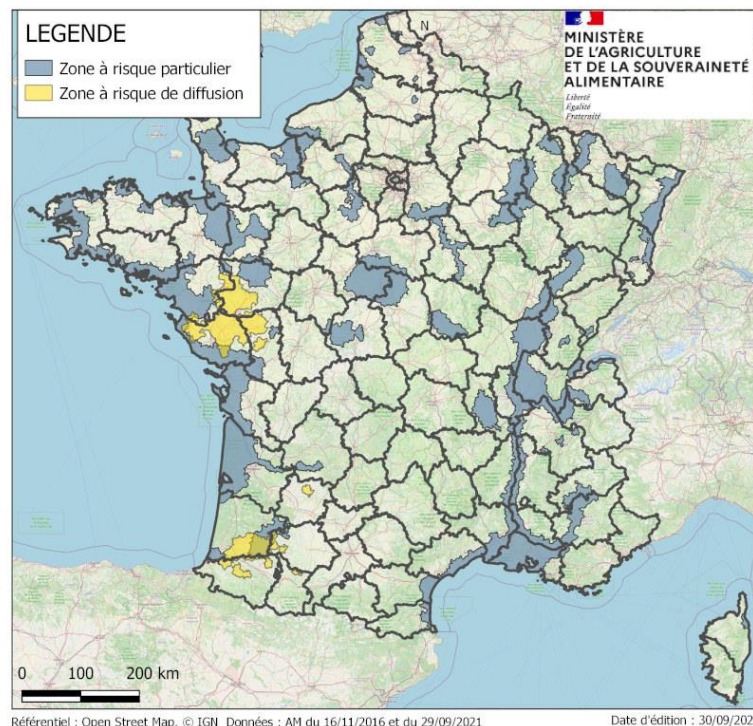 N
LEGENDE
Zone à risque particulier
Zone à risque de diffusion
MINISTÈRE
DE L'AGRICULTURE
ET DE LA SOUVERAINETÉ
ALIMENTAIRE
Liberté
Égalité
Fraternité
0 100 200 km
Référentiel : Open Street Map, © IGN Données : AM du 16/11/2016 et du 29/09/2021
Date d'édition : 30/09/202